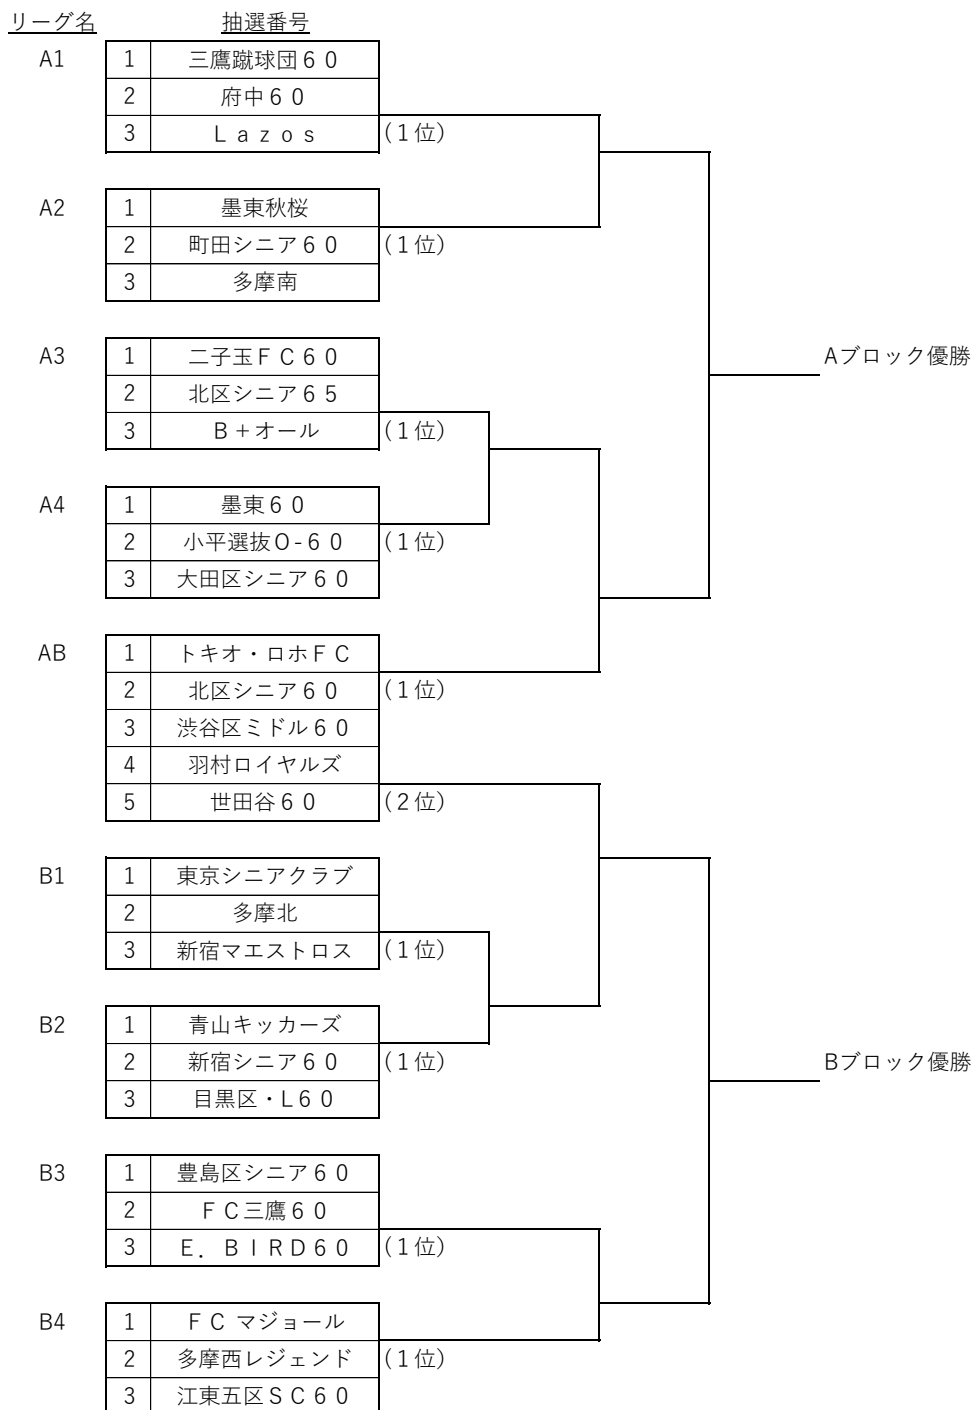 リーグ名 抽選番号
A1 1 三鷹蹴球団６０
2 府中６０
3 Ｌａｚｏｓ (１位)
A2 1 墨東秋桜
2 町田シニア６０ (１位)
3 多摩南
A3 1 二子玉ＦＣ６０ Aブロック優勝
2 北区シニア６５
3 Ｂ＋オール (１位)
A4 1 墨東６０
2 小平選抜Ｏ-６０ (１位)
3 大田区シニア６０
AB 1 トキオ・ロホＦＣ
2 北区シニア６０ (１位)
3 渋谷区ミドル６０
4 羽村ロイヤルズ
5 世田谷６０ (２位)
B1 1 東京シニアクラブ
2 多摩北
3 新宿マエストロス (１位)
B2 1 青山キッカーズ
2 新宿シニア６０ (１位) Bブロック優勝
3 目黒区・Ｌ６０
B3 1 豊島区シニア６０
2 ＦＣ三鷹６０
3 Ｅ．ＢＩＲＤ６０ (１位)
B4 1 ＦＣ マジョール
2 多摩西レジェンド (１位)
3 江東五区ＳＣ６０